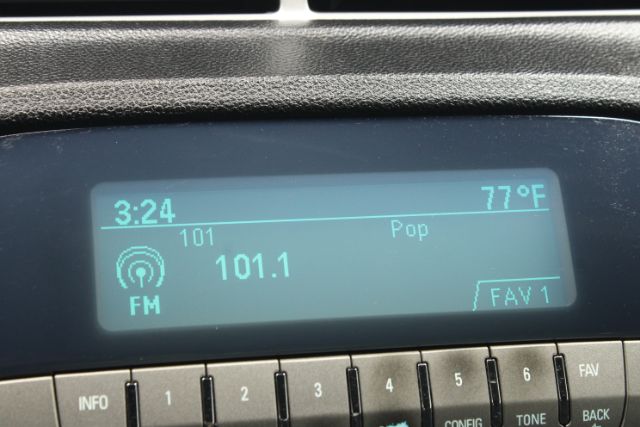 3:24 77°F
101 Pop
101.1
FM FAV 1
INFO 1 2 3 4 5 6 FAV
CONFIG TONE BACK